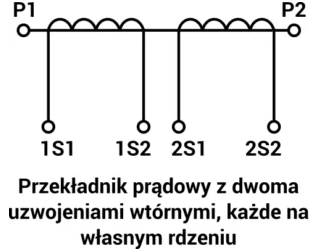 P1 P2
1S1 1S2 2S1 2S2
Przekładnik prądowy z dwoma
uzwojeniami wtórnymi, każde na
własnym rdzeniu